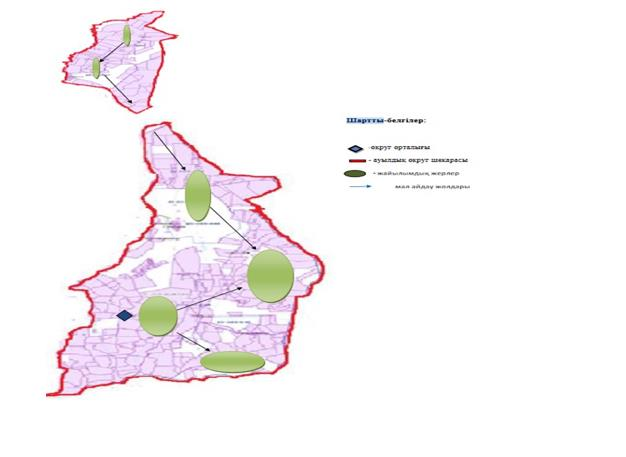 Шартты-белгілер:
-округ орталығы
- ауылдық округ шекарасы
- жайылымдық жерлер
мал айдау жолдары